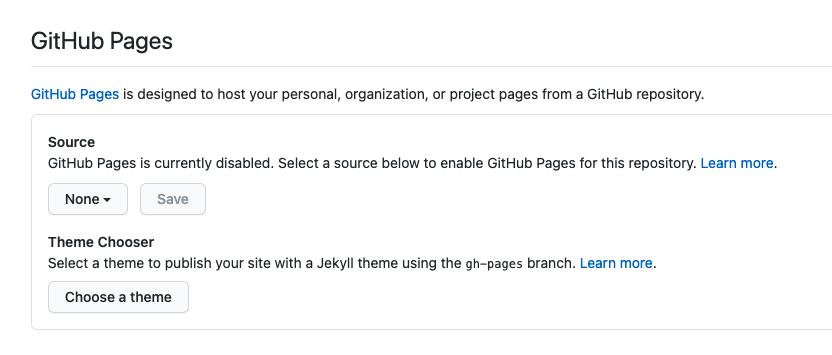 GitHub Pages
GitHub Pages is designed to host your personal, organization, or project pages from a GitHub repository.
Source
GitHub Pages is currently disabled. Select a source below to enable GitHub Pages for this repository. Learn more.
None Save
Theme Chooser
Select a theme to publish your site with a Jekyll theme using the gh-pages branch. Learn more.
Choose a theme